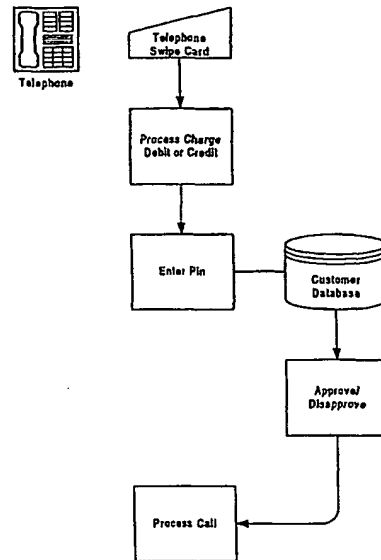 Telephone
Telephone
Swipe Card
Process Charge
Debit or Credit
Enter Pin
Customer
Database
Approve/
Disapprove
Process Call